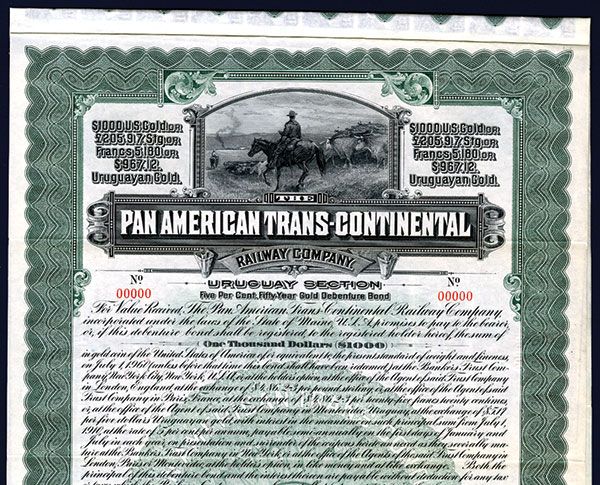 $1000 U.S. Gold or
£205.9.7. Stg or
Francs 5.180 or
$967.12.
Uruguayan Gold.
$1000 U.S. Gold or
£205.9.7. Stg or
Francs 5.180 or
$967.12.
Uruguayan Gold.
THE
PAN AMERICAN TRANS-CONTINENTAL
RAILWAY COMPANY.
URUGUAY SECTION
Nº
00000
Nº
00000
Five Per Cent. Fifty-Year Gold Debenture Bond
For Value Received, The Pan American Trans-Continental Railway Company,
incorporated under the laws of the State of Maine, U.S.A. promises to pay to the bearer
or, if this debenture bond shall be registered, to the registered holder hereof, the sum of
One Thousand Dollars ($1000)
in gold coin of the United States of America of or equivalent to the present standard of weight and fineness,
on July 1, 1960 (unless before that time this bond shall have been redeemed) at the Bankers Trust Com-
pany, New York City, New York, U.S.A. or, at the holders option, at the office of the Agent of said Trust Company
in London, England, at the exchange of per pound sterling, or at the office of the Agent of said
Trust Company in Paris, France, at the exchange of per twenty five francs twenty centimes
or, at the office of Agent of said Trust Company in Montevideo, Uruguay, at the exchange of
per five dollars Uruguayan gold, with interest in the meantime on such principal sum from July 1,
1910, at the rate of 5 per cent per annum, payable semi-annually on the first days of January and
July in each year, on presentation and surrender of the coupons hereto annexed as they severally ma-
ture at the Bankers Trust Company in New York, or at the office of the Agents of the said Trust Company in
London, Paris or Montevideo, at the holders option, in like money and at like exchange. Both the
principal of this debenture bond and the interest thereon are payable without deduction for any tax